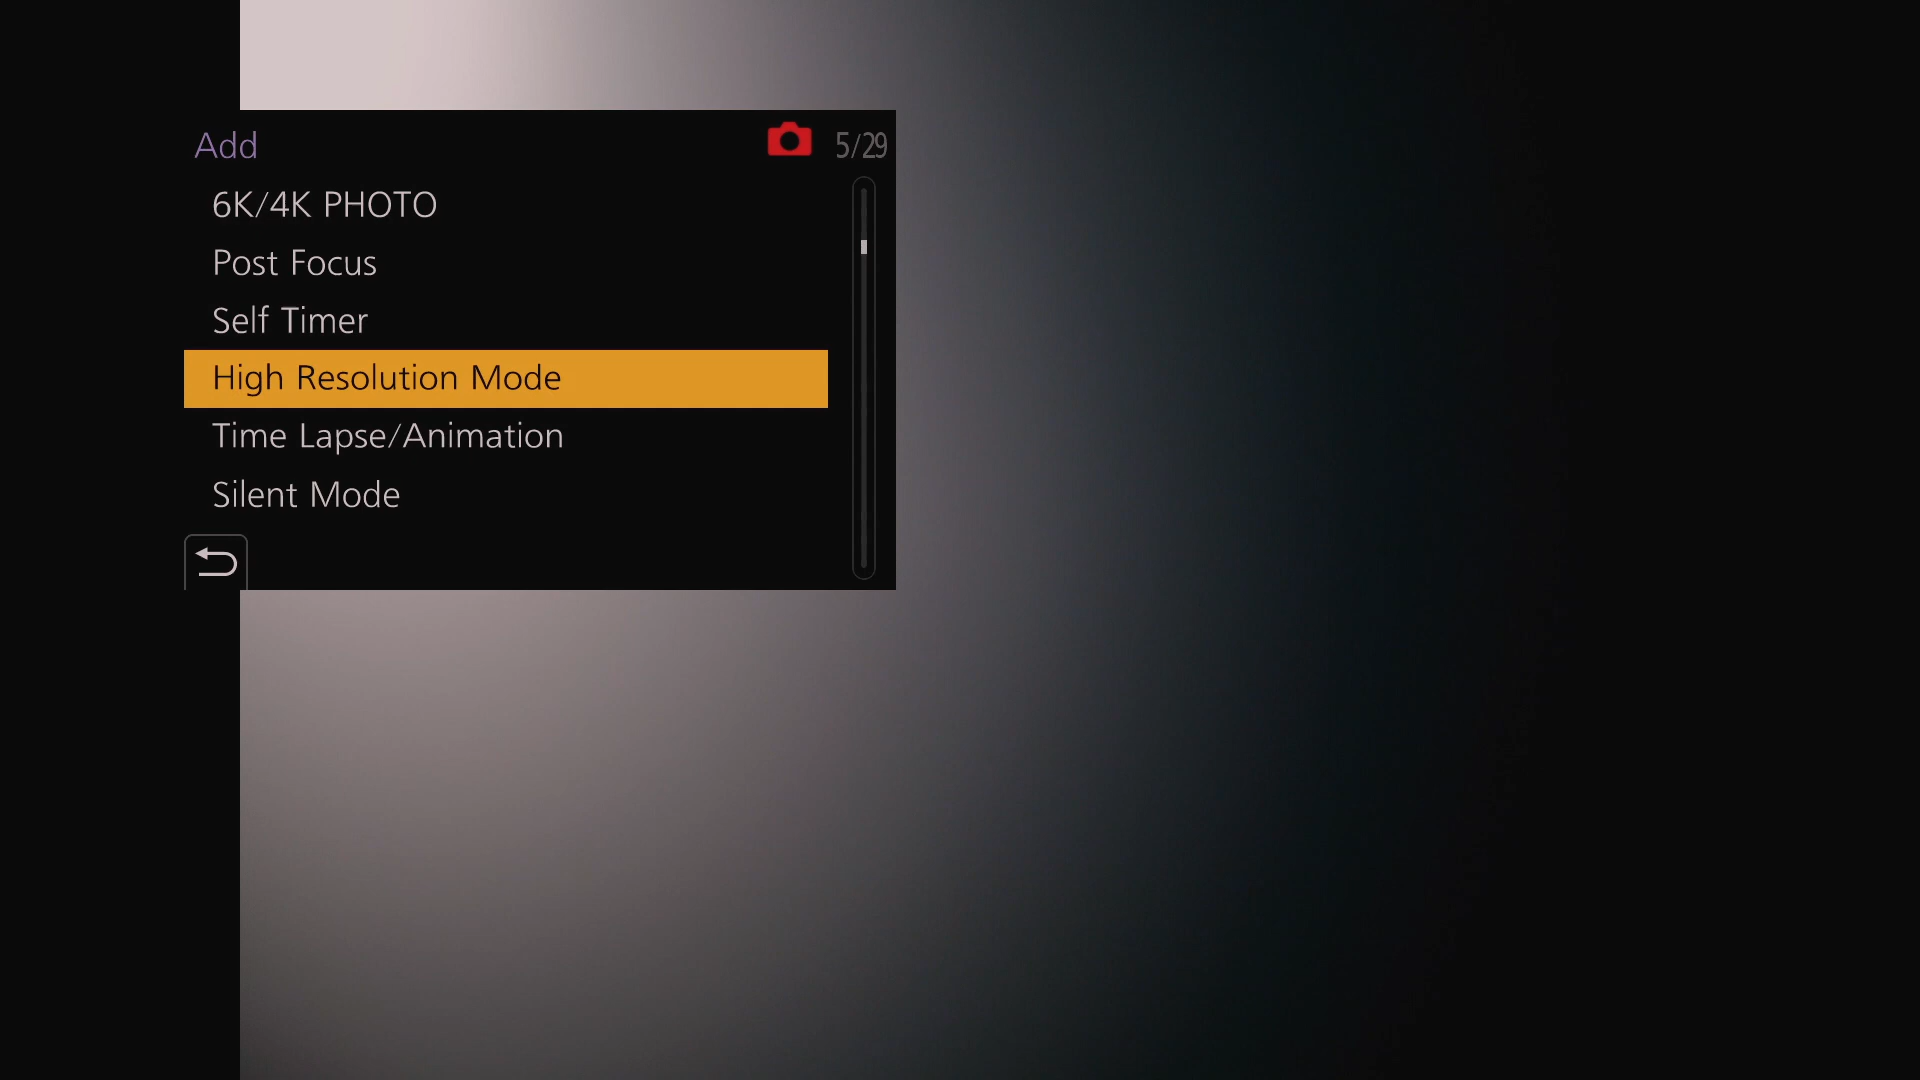 Add 5/29
6K/4K PHOTO
Post Focus
Self Timer
High Resolution Mode
Time Lapse/Animation
Silent Mode